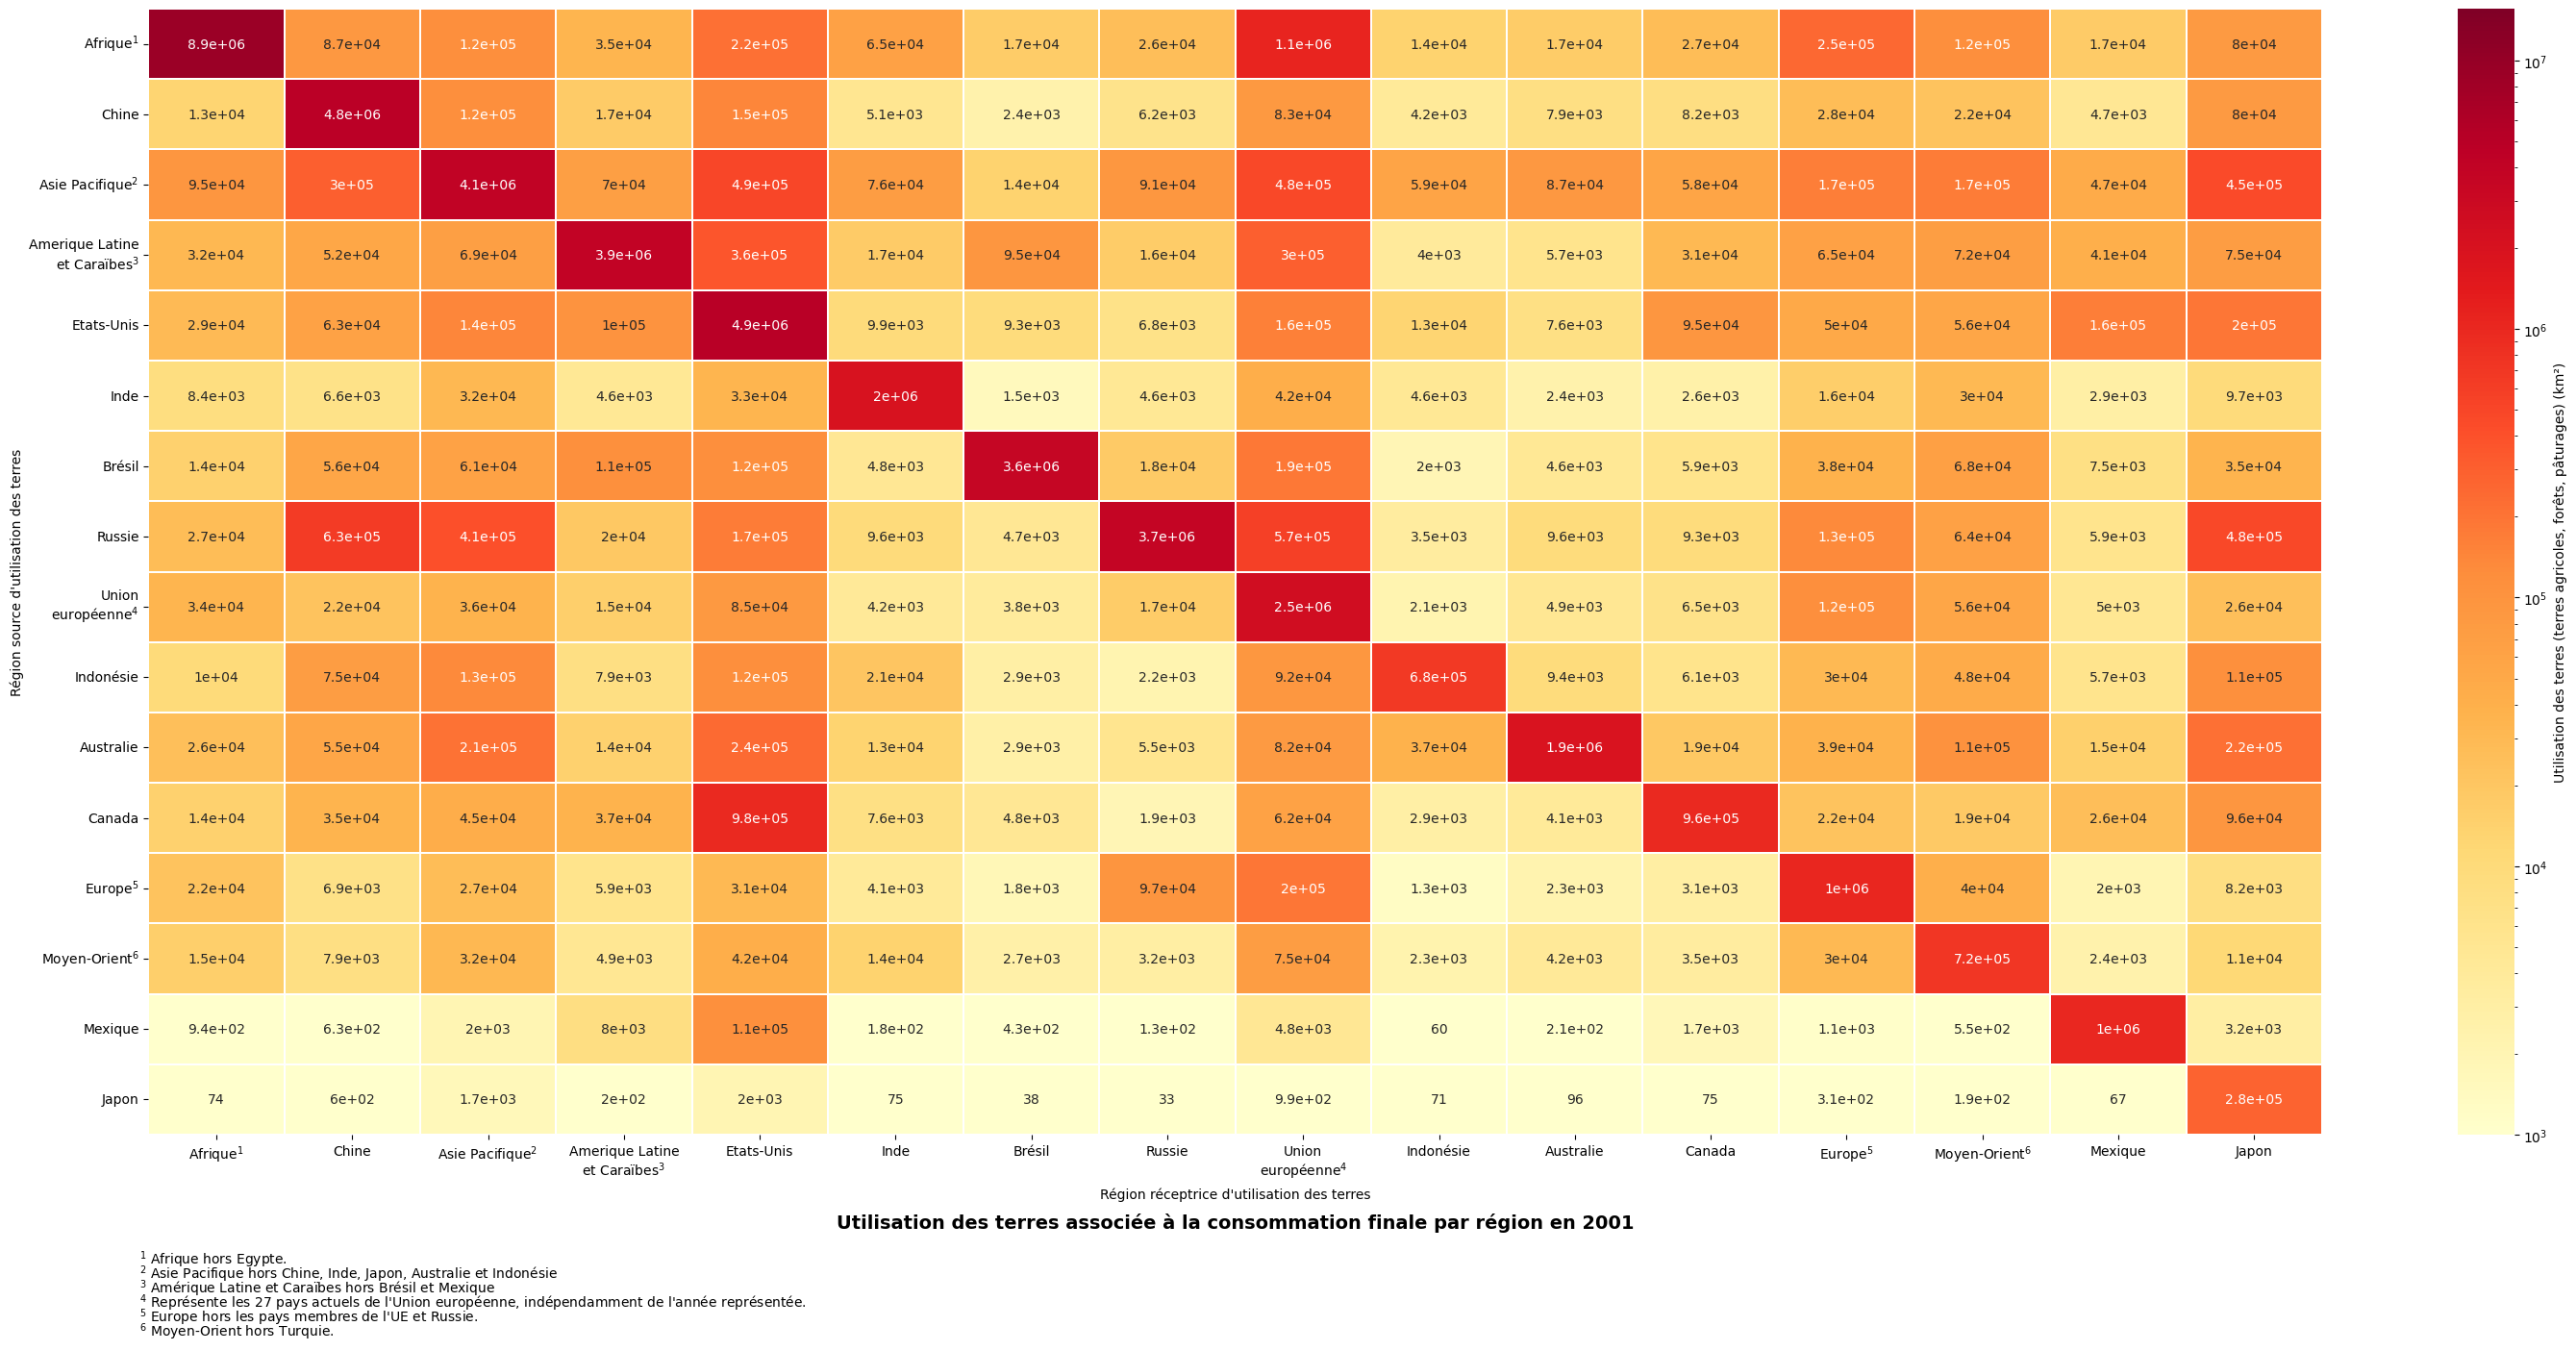 Afrique¹ 8.9e+06 8.7e+04 1.2e+05 3.5e+04 2.2e+05 6.5e+04 1.7e+04 2.6e+04 1.1e+06 1.4e+04 1.7e+04 2.7e+04 2.5e+05 1.2e+05 1.7e+04 8e+04
Chine 1.3e+04 4.8e+06 1.2e+05 1.7e+04 1.5e+05 5.1e+03 2.4e+03 6.2e+03 8.3e+04 4.2e+03 7.9e+03 8.2e+03 2.8e+04 2.2e+04 4.7e+03 8e+04
Asie Pacifique² 9.5e+04 3e+05 4.1e+06 7e+04 4.9e+05 7.6e+04 1.4e+04 9.1e+04 4.8e+05 5.9e+04 8.7e+04 5.8e+04 1.7e+05 1.7e+05 4.7e+04 4.5e+05
Amerique Latine
et Caraïbes³ 3.2e+04 5.2e+04 6.9e+04 3.9e+06 3.6e+05 1.7e+04 9.5e+04 1.6e+04 3e+05 4e+03 5.7e+03 3.1e+04 6.5e+04 7.2e+04 4.1e+04 7.5e+04
Etats-Unis 2.9e+04 6.3e+04 1.4e+05 1e+05 4.9e+06 9.9e+03 9.3e+03 6.8e+03 1.6e+05 1.3e+04 7.6e+03 9.5e+04 5e+04 5.6e+04 1.6e+05 2e+05
Inde 8.4e+03 6.6e+03 3.2e+04 4.6e+03 3.3e+04 2e+06 1.5e+03 4.6e+03 4.2e+04 4.6e+03 2.4e+03 2.6e+03 1.6e+04 3e+04 2.9e+03 9.7e+03
Brésil 1.4e+04 5.6e+04 6.1e+04 1.1e+05 1.2e+05 4.8e+03 3.6e+06 1.8e+04 1.9e+05 2e+03 4.6e+03 5.9e+03 3.8e+04 6.8e+04 7.5e+03 3.5e+04
Russie 2.7e+04 6.3e+05 4.1e+05 2e+04 1.7e+05 9.6e+03 4.7e+03 3.7e+06 5.7e+05 3.5e+03 9.6e+03 9.3e+03 1.3e+05 6.4e+04 5.9e+03 4.8e+05
Union
européenne⁴ 3.4e+04 2.2e+04 3.6e+04 1.5e+04 8.5e+04 4.2e+03 3.8e+03 1.7e+04 2.5e+06 2.1e+03 4.9e+03 6.5e+03 1.2e+05 5.6e+04 5e+03 2.6e+04
Indonésie 1e+04 7.5e+04 1.3e+05 7.9e+03 1.2e+05 2.1e+04 2.9e+03 2.2e+03 9.2e+04 6.8e+05 9.4e+03 6.1e+03 3e+04 4.8e+04 5.7e+03 1.1e+05
Australie 2.6e+04 5.5e+04 2.1e+05 1.4e+04 2.4e+05 1.3e+04 2.9e+03 5.5e+03 8.2e+04 3.7e+04 1.9e+06 1.9e+04 3.9e+04 1.1e+05 1.5e+04 2.2e+05
Canada 1.4e+04 3.5e+04 4.5e+04 3.7e+04 9.8e+05 7.6e+03 4.8e+03 1.9e+03 6.2e+04 2.9e+03 4.1e+03 9.6e+05 2.2e+04 1.9e+04 2.6e+04 9.6e+04
Europe⁵ 2.2e+04 6.9e+03 2.7e+04 5.9e+03 3.1e+04 4.1e+03 1.8e+03 9.7e+04 2e+05 1.3e+03 2.3e+03 3.1e+03 1e+06 4e+04 2e+03 8.2e+03
Moyen-Orient⁶ 1.5e+04 7.9e+03 3.2e+04 4.9e+03 4.2e+04 1.4e+04 2.7e+03 3.2e+03 7.5e+04 2.3e+03 4.2e+03 3.5e+03 3e+04 7.2e+05 2.4e+03 1.1e+04
Mexique 9.4e+02 6.3e+02 2e+03 8e+03 1.1e+05 1.8e+02 4.3e+02 1.3e+02 4.8e+03 60 2.1e+02 1.7e+03 1.1e+03 5.5e+02 1e+06 3.2e+03
Japon 74 6e+02 1.7e+03 2e+02 2e+03 75 38 33 9.9e+02 71 96 75 3.1e+02 1.9e+02 67 2.8e+05
Région source d'utilisation des terres
Afrique¹ Chine Asie Pacifique² Amerique Latine Etats-Unis Inde Brésil Russie Union Indonésie Australie Canada Europe⁵ Moyen-Orient⁶ Mexique Japon
et Caraïbes³ européenne⁴
Région réceptrice d'utilisation des terres
10⁷
10⁶
10⁵
10⁴
10³
Utilisation des terres (terres agricoles, forêts, pâturages) (km²)
Utilisation des terres associée à la consommation finale par région en 2001
¹ Afrique hors Egypte.
² Asie Pacifique hors Chine, Inde, Japon, Australie et Indonésie
³ Amérique Latine et Caraïbes hors Brésil et Mexique
⁴ Représente les 27 pays actuels de l'Union européenne, indépendamment de l'année représentée.
⁵ Europe hors les pays membres de l'UE et Russie.
⁶ Moyen-Orient hors Turquie.